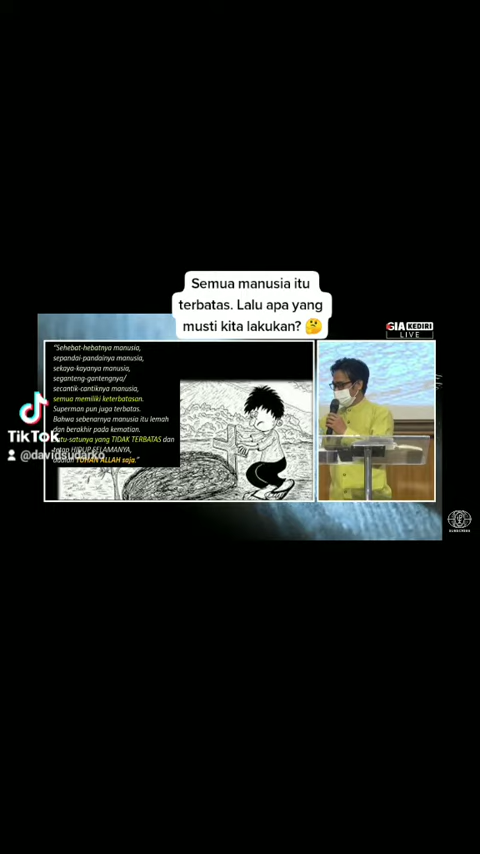 Semua manusia itu
terbatas. Lalu apa yang
musti kita lakukan? 🤔
GIA KEDIRI
LIVE
"Sehebat-hebatnya manusia,
sepandai-pandainya manusia,
sekaya-kayanya manusia,
seganteng-gantengnya/
secantik-cantiknya manusia,
semua memiliki keterbatasan.
Superman pun juga terbatas.
Bahwa sebenarnya manusia itu lemah
dan berakhir pada kematian.
Satu-satunya yang TIDAK TERBATAS dan
HIDUP SELAMANYA,
adalah TUHAN ALLAH saja."
TikTok
@davidsudarko